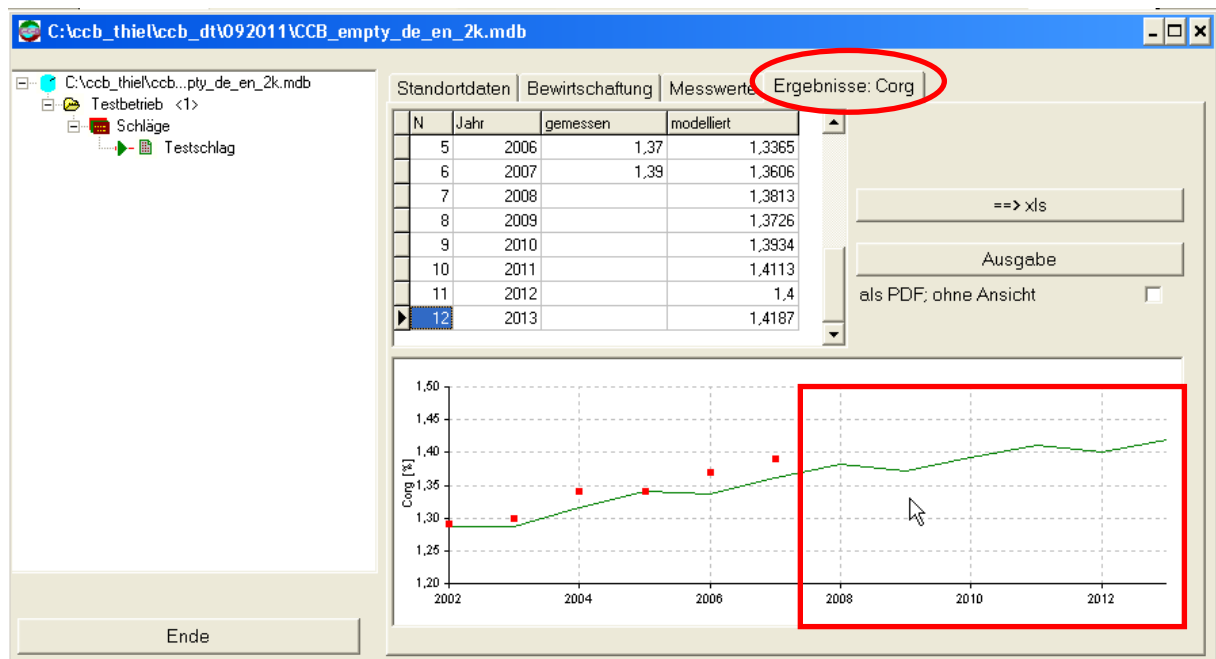 C:\ccb_thiel\ccb_dt\092011\CCB_empty_de_en_2k.mdb
C:\ccb_thiel\ccb...pty_de_en_2k.mdb
Testbetrieb <1>
Schläge
Testschlag
Ende
Standortdaten Bewirtschaftung Messwerte Ergebnisse: Corg
N Jahr gemessen modelliert
5 2006 1,37 1,3365
6 2007 1,39 1,3606
7 2008 1,3813
8 2009 1,3726
9 2010 1,3934
10 2011 1,4113
11 2012 1,4
12 2013 1,4187
==> xls
Ausgabe
als PDF; ohne Ansicht
Corg [%]
1,50
1,45
1,40
1,35
1,30
1,25
1,20
2002 2004 2006 2008 2010 2012